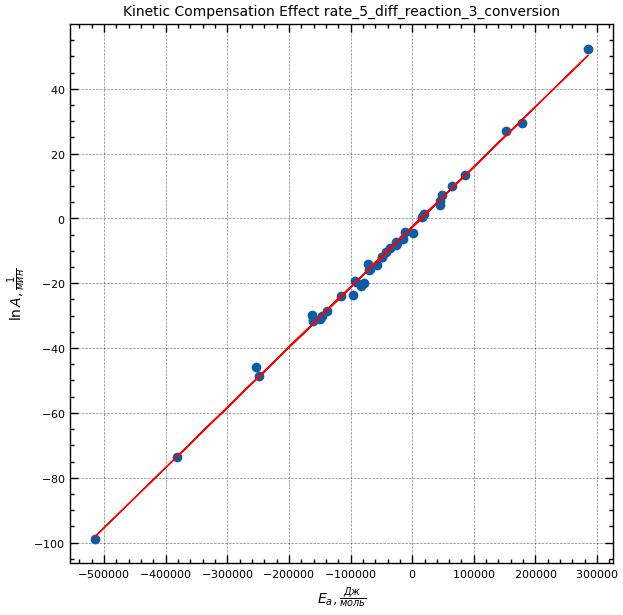 Kinetic Compensation Effect rate_5_diff_reaction_3_conversion
40
20
0
−20
−40
−60
−80
−100
ln A, 1/мин
−500000 −400000 −300000 −200000 −100000 0 100000 200000 300000
E_a, Дж/моль